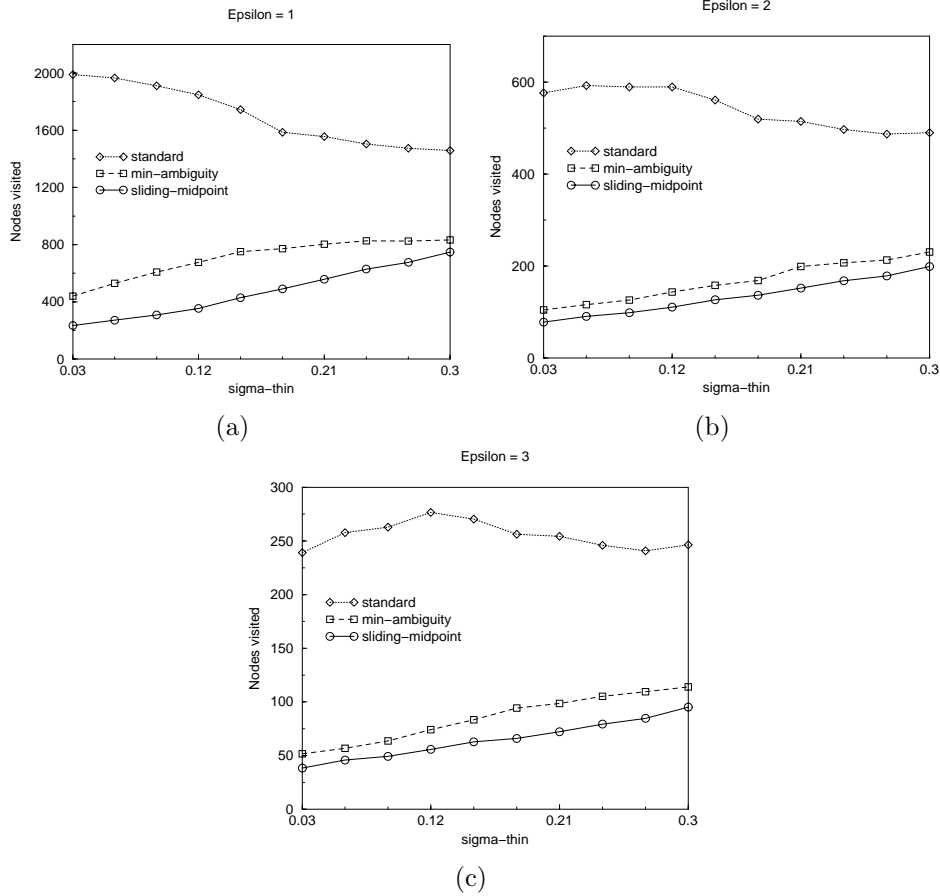 Epsilon = 1
2000
1600
1200
800
400
0
Nodes visited
standard
min−ambiguity
sliding−midpoint
0.03
0.12
0.21
0.3
sigma−thin
(a)
Epsilon = 2
600
400
200
0
Nodes visited
standard
min−ambiguity
sliding−midpoint
0.03
0.12
0.21
0.3
sigma−thin
(b)
Epsilon = 3
300
250
200
150
100
50
0
Nodes visited
standard
min−ambiguity
sliding−midpoint
0.03
0.12
0.21
0.3
sigma−thin
(c)